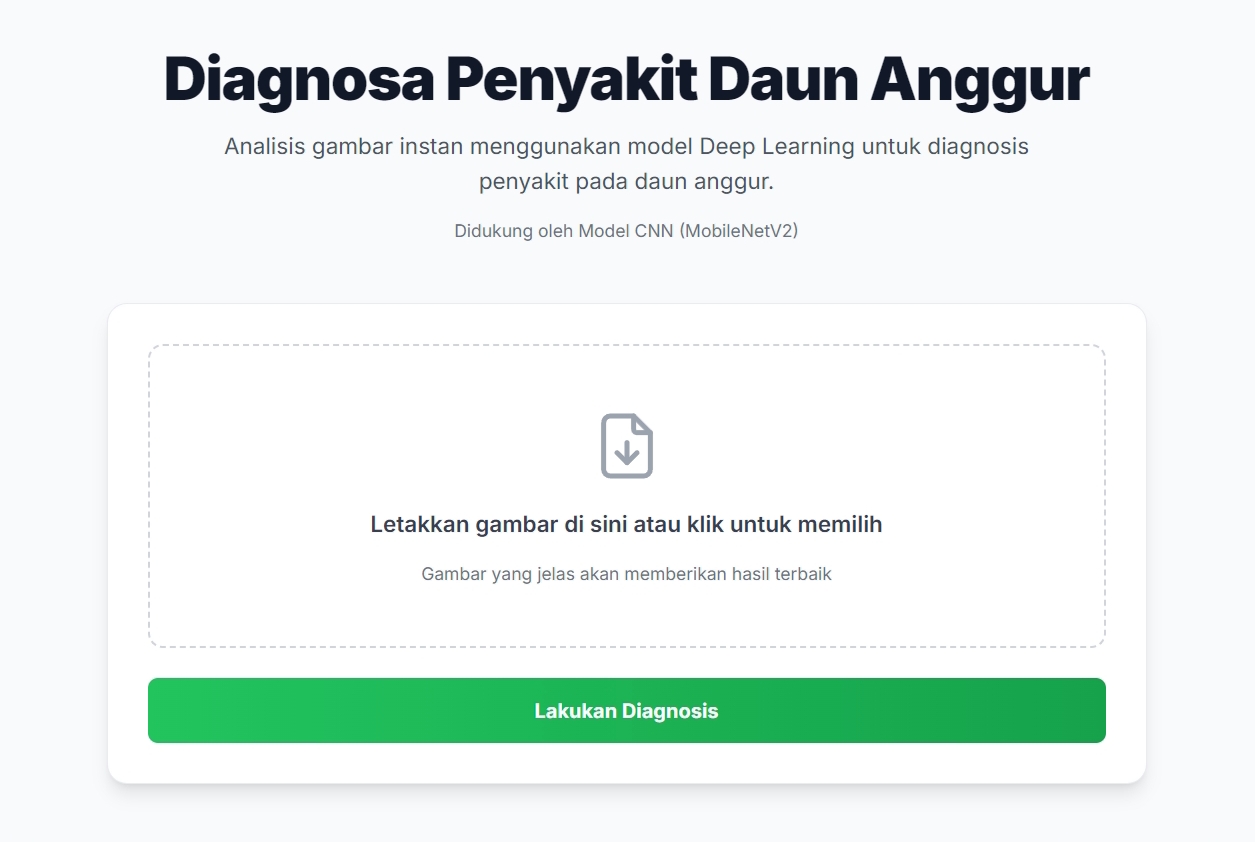 Diagnosa Penyakit Daun Anggur
Analisis gambar instan menggunakan model Deep Learning untuk diagnosis
penyakit pada daun anggur.
Didukung oleh Model CNN (MobileNetV2)
Letakkan gambar di sini atau klik untuk memilih
Gambar yang jelas akan memberikan hasil terbaik
Lakukan Diagnosis